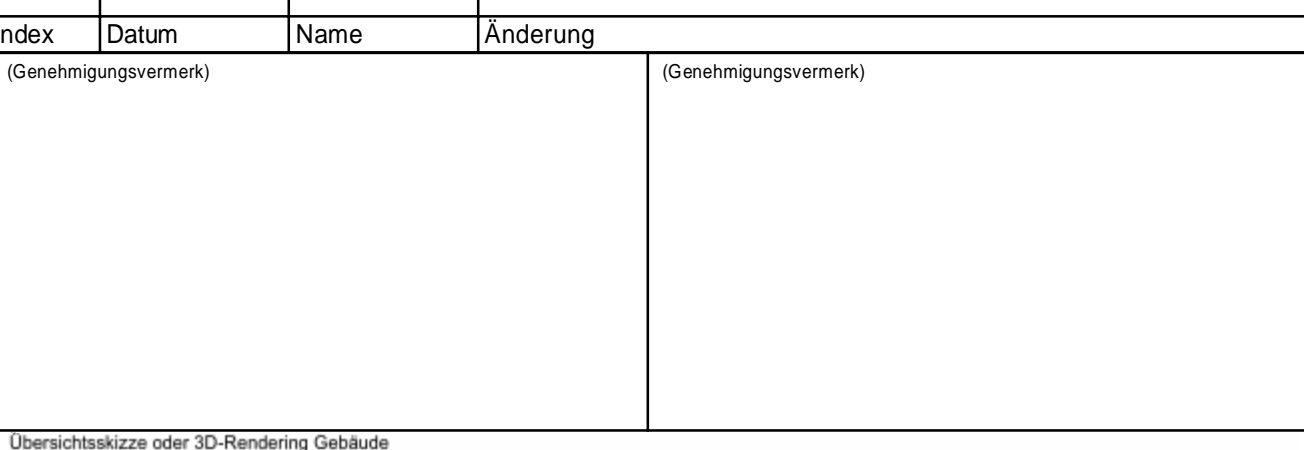 ndex Datum Name Änderung
(Genehmigungsvermerk) (Genehmigungsvermerk)
Übersichtsskizze oder 3D-Rendering Gebäude